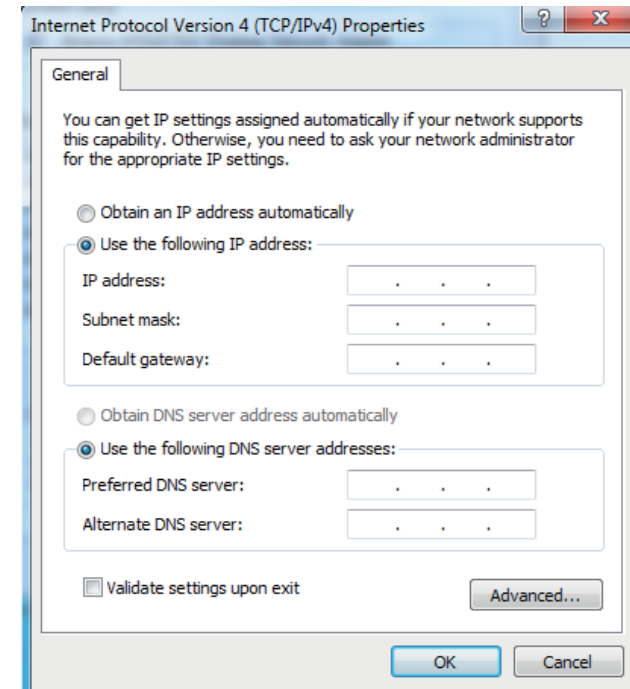 Internet Protocol Version 4 (TCP/IPv4) Properties
?
X
General
You can get IP settings assigned automatically if your network supports
this capability. Otherwise, you need to ask your network administrator
for the appropriate IP settings.
Obtain an IP address automatically
Use the following IP address:
IP address: . . .
Subnet mask: . . .
Default gateway: . . .
Obtain DNS server address automatically
Use the following DNS server addresses:
Preferred DNS server: . . .
Alternate DNS server: . . .
Validate settings upon exit
Advanced...
OK Cancel